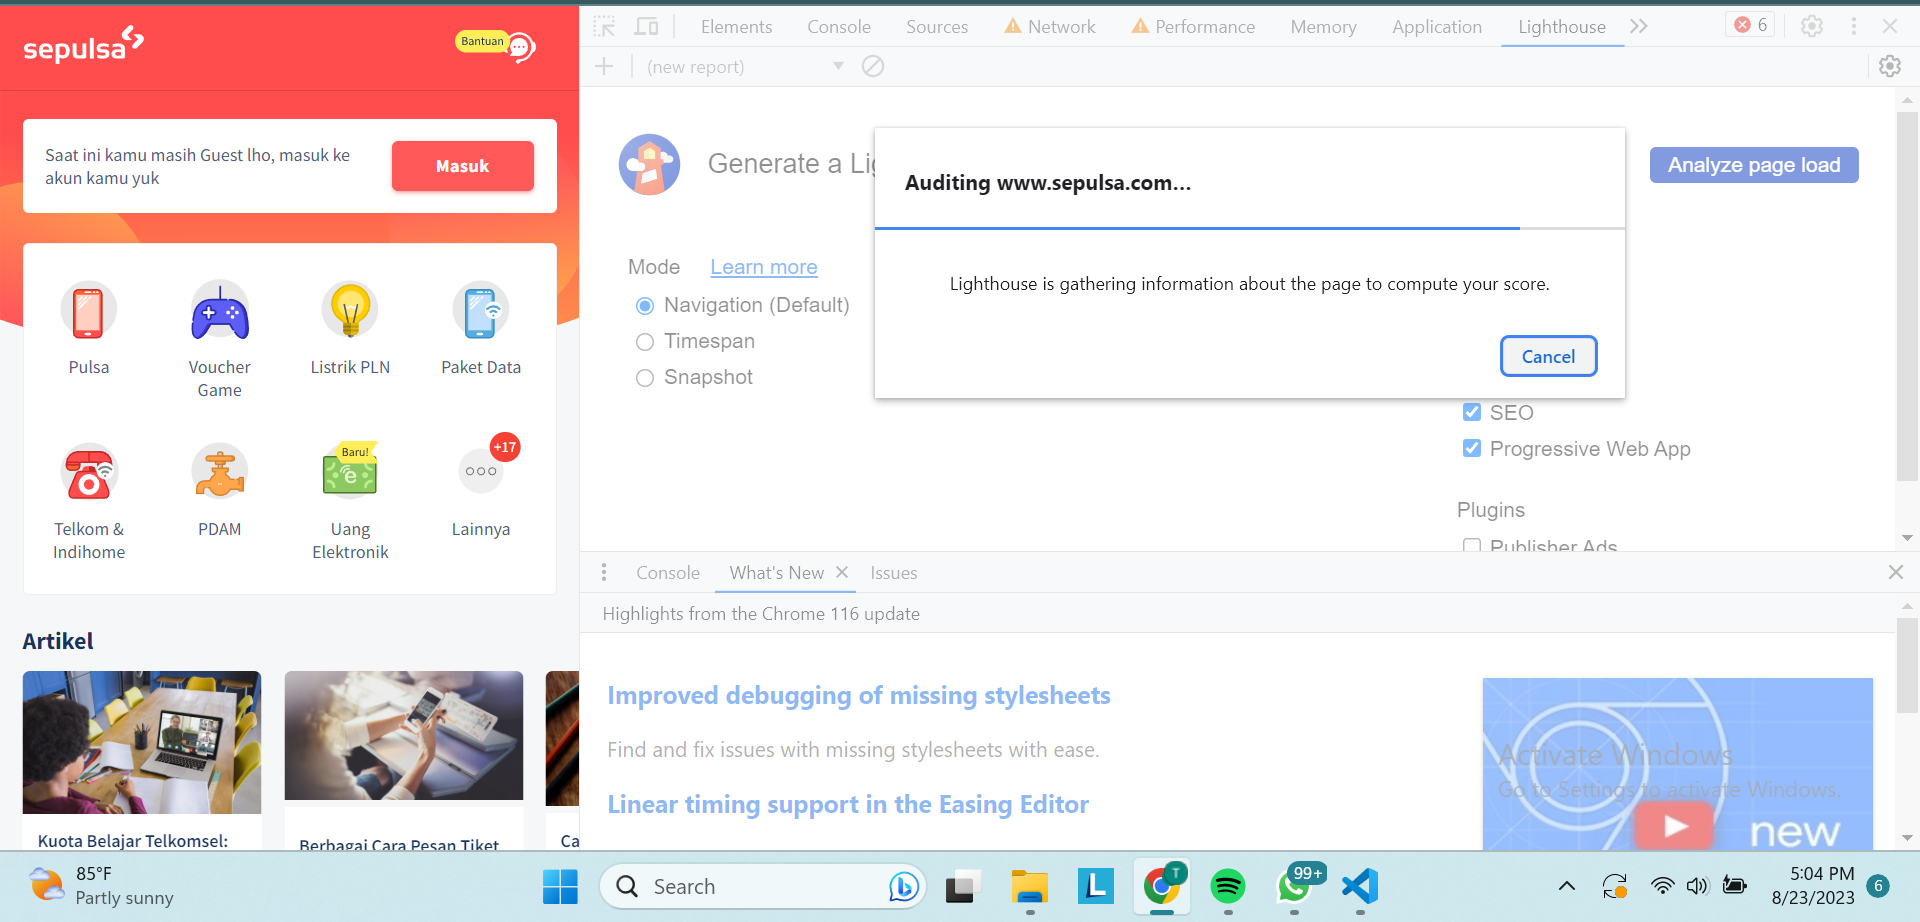 sepulsa
Bantuan
Saat ini kamu masih Guest lho, masuk ke
akun kamu yuk
Masuk
Pulsa
Voucher
Game
Listrik PLN
Paket Data
Baru!
e
+17
Telkom &
Indihome
PDAM
Uang
Elektronik
Lainnya
Artikel
Kuota Belajar Telkomsel:
Berbagai Cara Pesan Tiket
Ca
Elements
Console
Sources
Network
Performance
Memory
Application
Lighthouse
6
(new report)
Generate a Lig
Analyze page load
Auditing www.sepulsa.com...
Lighthouse is gathering information about the page to compute your score.
Cancel
Mode
Learn more
Navigation (Default)
Timespan
Snapshot
SEO
Progressive Web App
Plugins
Publisher Ads
Console
What's New
Issues
Highlights from the Chrome 116 update
Improved debugging of missing stylesheets
Find and fix issues with missing stylesheets with ease.
Linear timing support in the Easing Editor
Activate Windows
Go to Settings to activate Windows.
new
85°F
Partly sunny
Search
L
T
99+
5:04 PM
8/23/2023
6